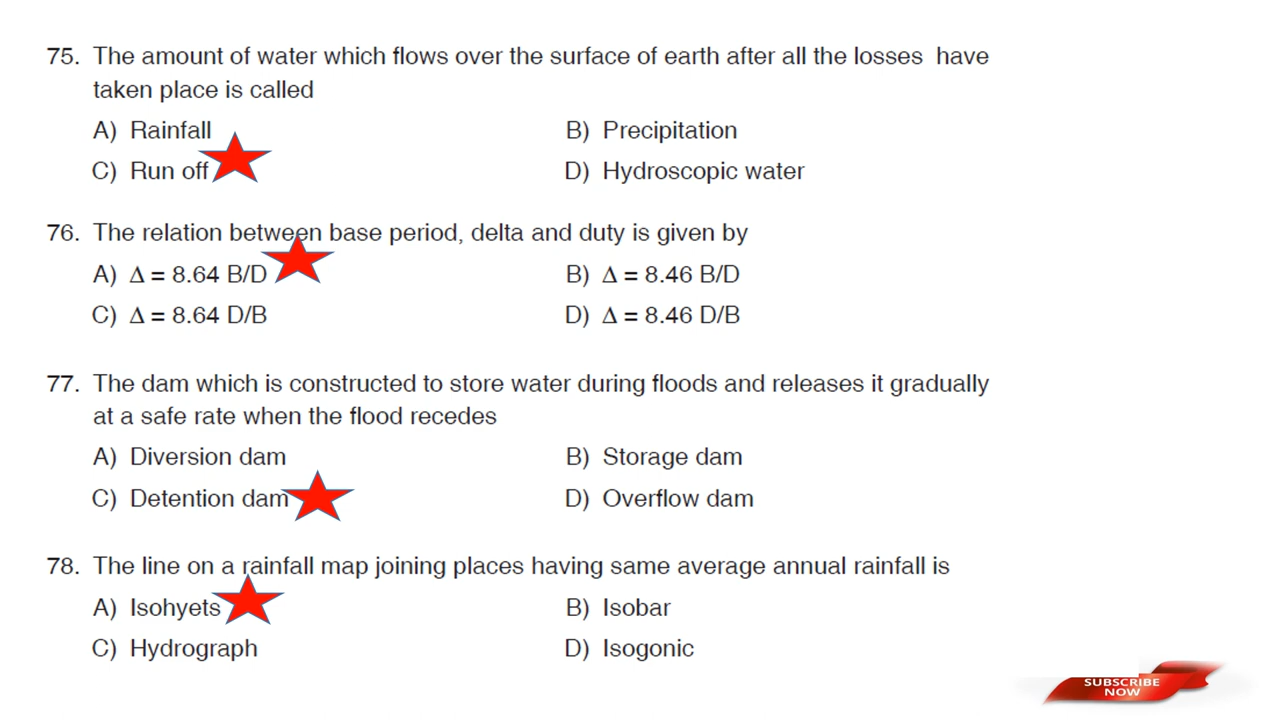 75. The amount of water which flows over the surface of earth after all the losses have
taken place is called
A) Rainfall B) Precipitation
C) Run off D) Hydroscopic water
76. The relation between base period, delta and duty is given by
A) Δ = 8.64 B/D B) Δ = 8.46 B/D
C) Δ = 8.64 D/B D) Δ = 8.46 D/B
77. The dam which is constructed to store water during floods and releases it gradually
at a safe rate when the flood recedes
A) Diversion dam B) Storage dam
C) Detention dam D) Overflow dam
78. The line on a rainfall map joining places having same average annual rainfall is
A) Isohyets B) Isobar
C) Hydrograph D) Isogonic
SUBSCRIBE
NOW